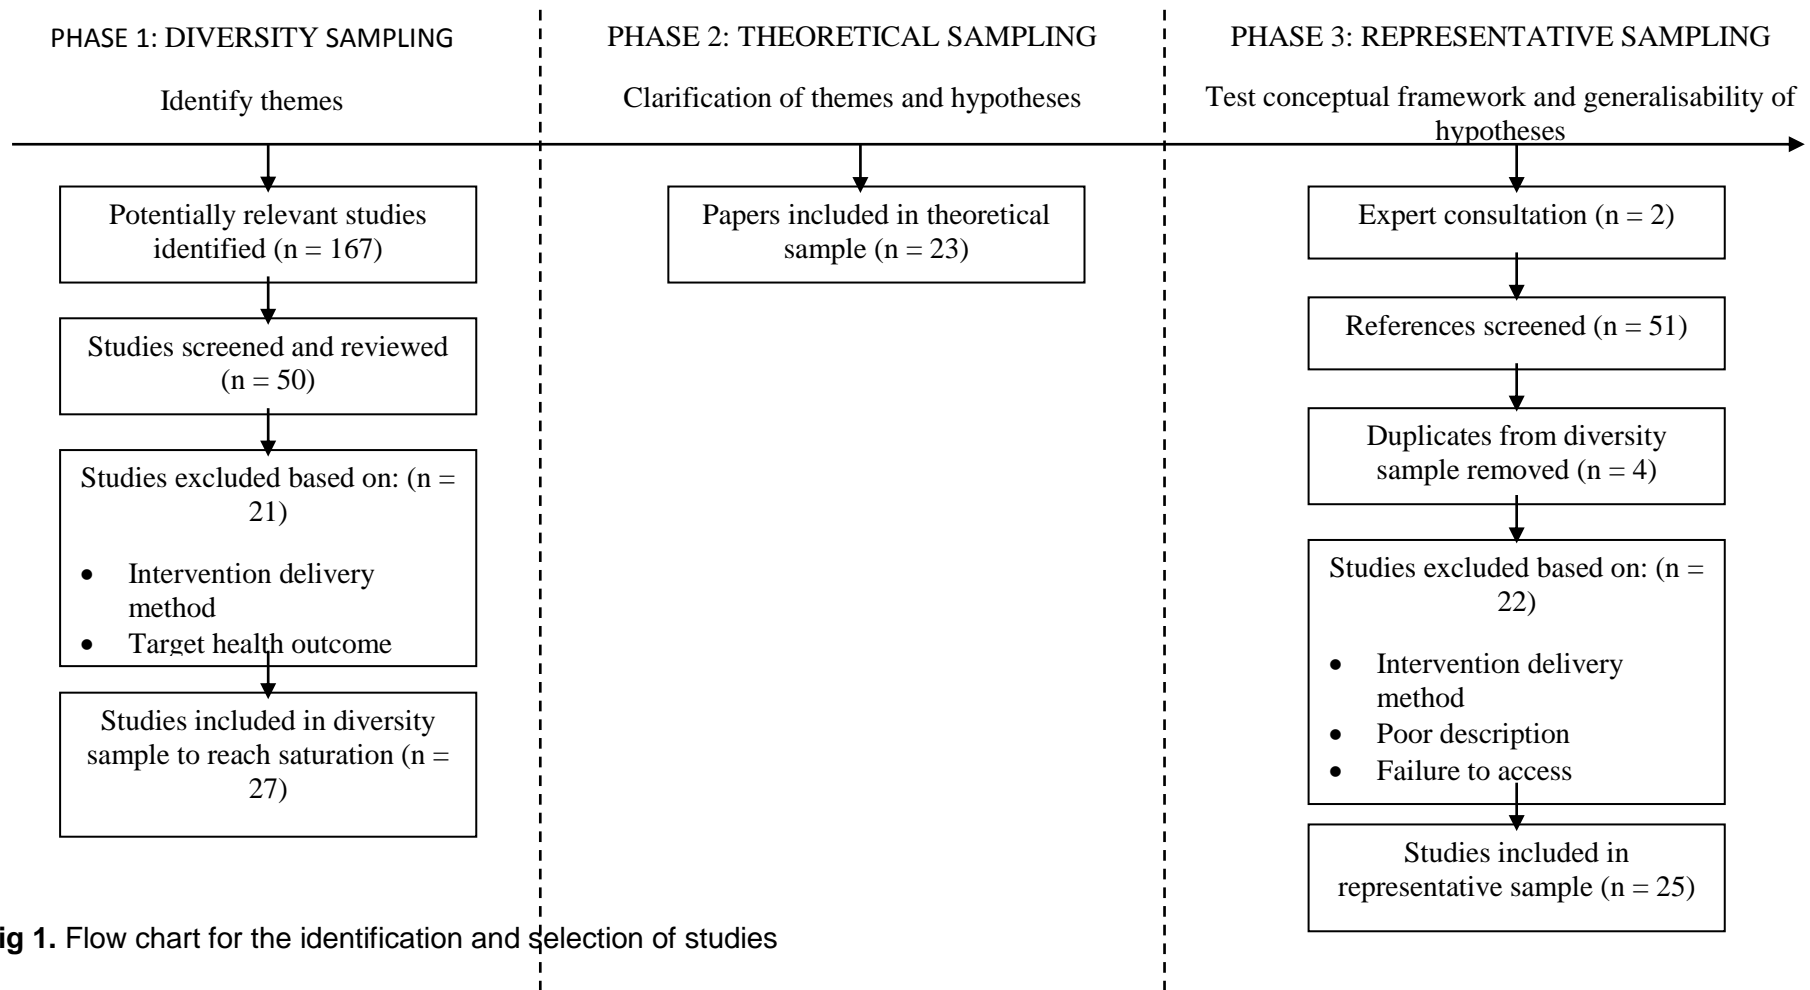 PHASE 1: DIVERSITY SAMPLING
Identify themes
Potentially relevant studies
identified (n = 167)
Studies screened and reviewed
(n = 50)
Studies excluded based on: (n =
21)
• Intervention delivery
method
• Target health outcome
Studies included in diversity
sample to reach saturation (n =
27)
PHASE 2: THEORETICAL SAMPLING
Clarification of themes and hypotheses
Papers included in theoretical
sample (n = 23)
PHASE 3: REPRESENTATIVE SAMPLING
Test conceptual framework and generalisability of
hypotheses
Expert consultation (n = 2)
References screened (n = 51)
Duplicates from diversity
sample removed (n = 4)
Studies excluded based on: (n =
22)
• Intervention delivery
method
• Poor description
• Failure to access
Studies included in
representative sample (n = 25)
ig 1. Flow chart for the identification and selection of studies